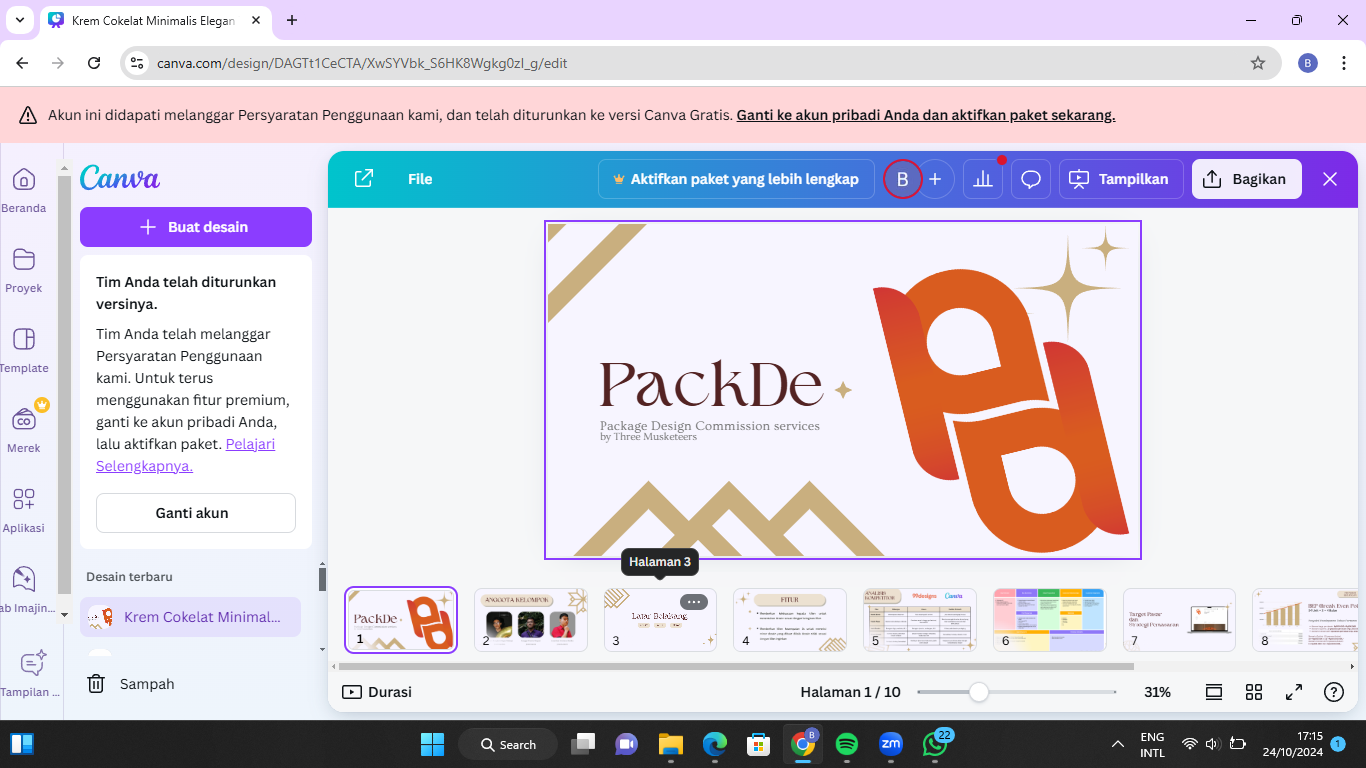 Krem Cokelat Minimalis Elegan
canva.com/design/DAGTt1CeCTA/XwSYVbk_S6HK8Wgkg0zl_g/edit
B
Akun ini didapati melanggar Persyaratan Penggunaan kami, dan telah diturunkan ke versi Canva Gratis. Ganti ke akun pribadi Anda dan aktifkan paket sekarang.
Beranda
Proyek
Template
Merek
Aplikasi
ab Imajin...
Tampilan ...
Canva
Buat desain
Tim Anda telah diturunkan
versinya.
Tim Anda telah melanggar
Persyaratan Penggunaan
kami. Untuk terus
menggunakan fitur premium,
ganti ke akun pribadi Anda,
lalu aktifkan paket. Pelajari
Selengkapnya.
Ganti akun
Desain terbaru
Krem Cokelat Minimal...
Sampah
File
Aktifkan paket yang lebih lengkap
B
Tampilkan
Bagikan
PackDe
Package Design Commission services
by Three Musketeers
Halaman 3
PackDe
1
ANGGOTA KELOMPOK
2
Latar Belakang
3
FITUR
4
ANALISIS
KOMPETITOR
99designs
Canva
5
6
Target Pasar
dan
Strategi Pemasaran
7
8
Durasi
Halaman 1 / 10
31%
Search
B
22
ENG
INTL
17:15
24/10/2024
1